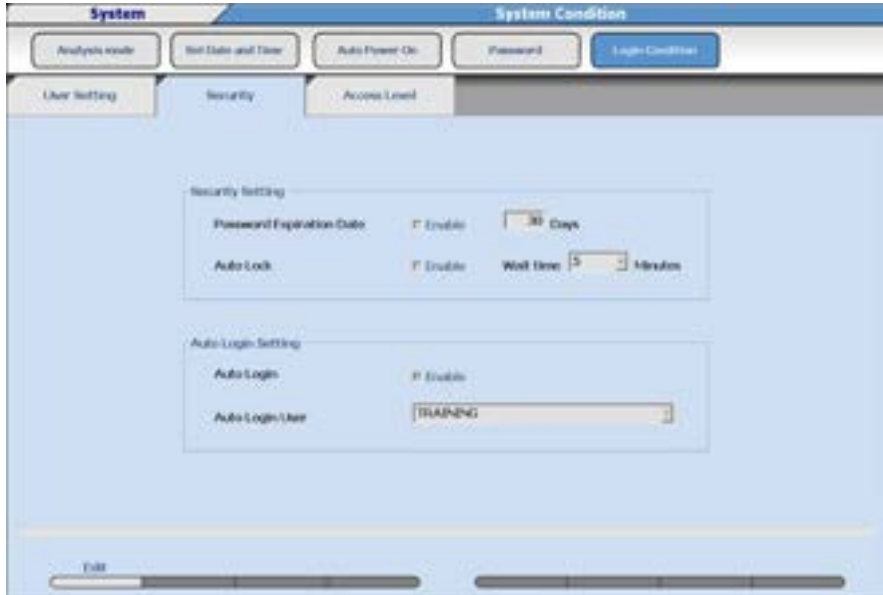 System System Condition
Analysis mode Set Date and Time Auto Power On Password Login Condition
User Setting Security Access Level
Security Setting
Password Expiration Date Enable 30 Days
Auto Lock Enable Wait time 5 Minutes
Auto Login Setting
Auto Login Enable
Auto Login User TRAINING
Edit